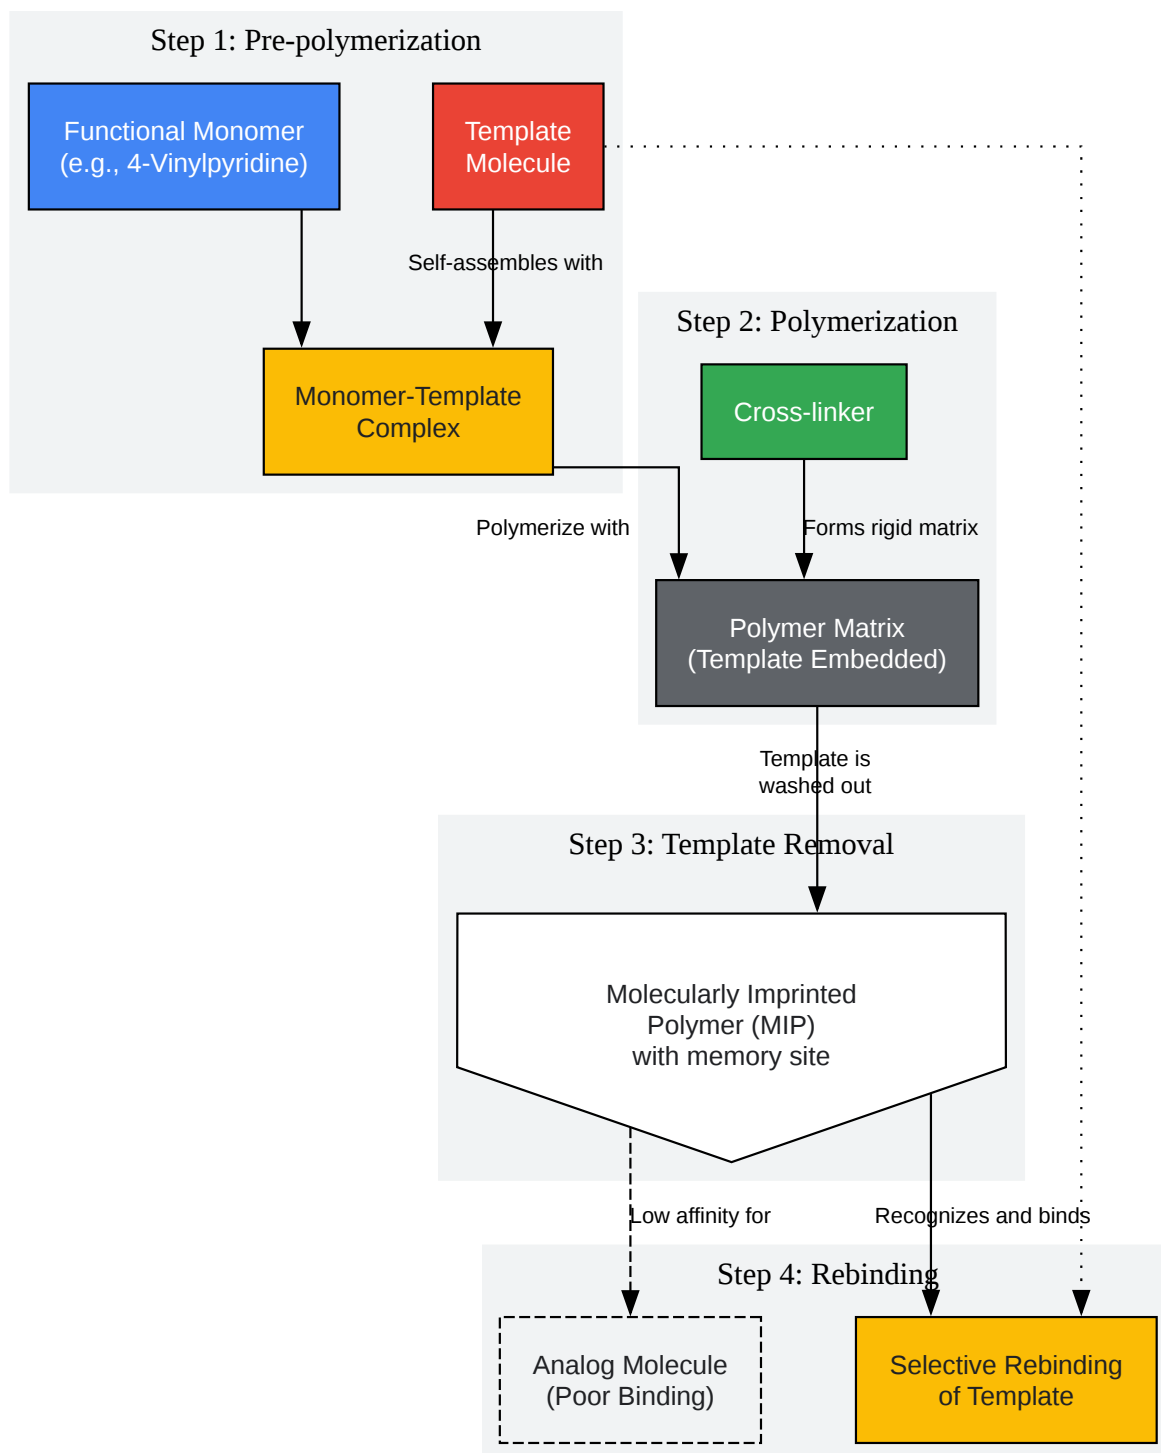 Step 1: Pre-polymerization
Functional Monomer
(e.g., 4-Vinylpyridine)
Template
Molecule
Self-assembles with
Monomer-Template
Complex
Step 2: Polymerization
Cross-linker
Polymerize with
Forms rigid matrix
Polymer Matrix
(Template Embedded)
Template is
washed out
Step 3: Template Removal
Molecularly Imprinted
Polymer (MIP)
with memory site
Low affinity for
Recognizes and binds
Step 4: Rebinding
Analog Molecule
(Poor Binding)
Selective Rebinding
of Template